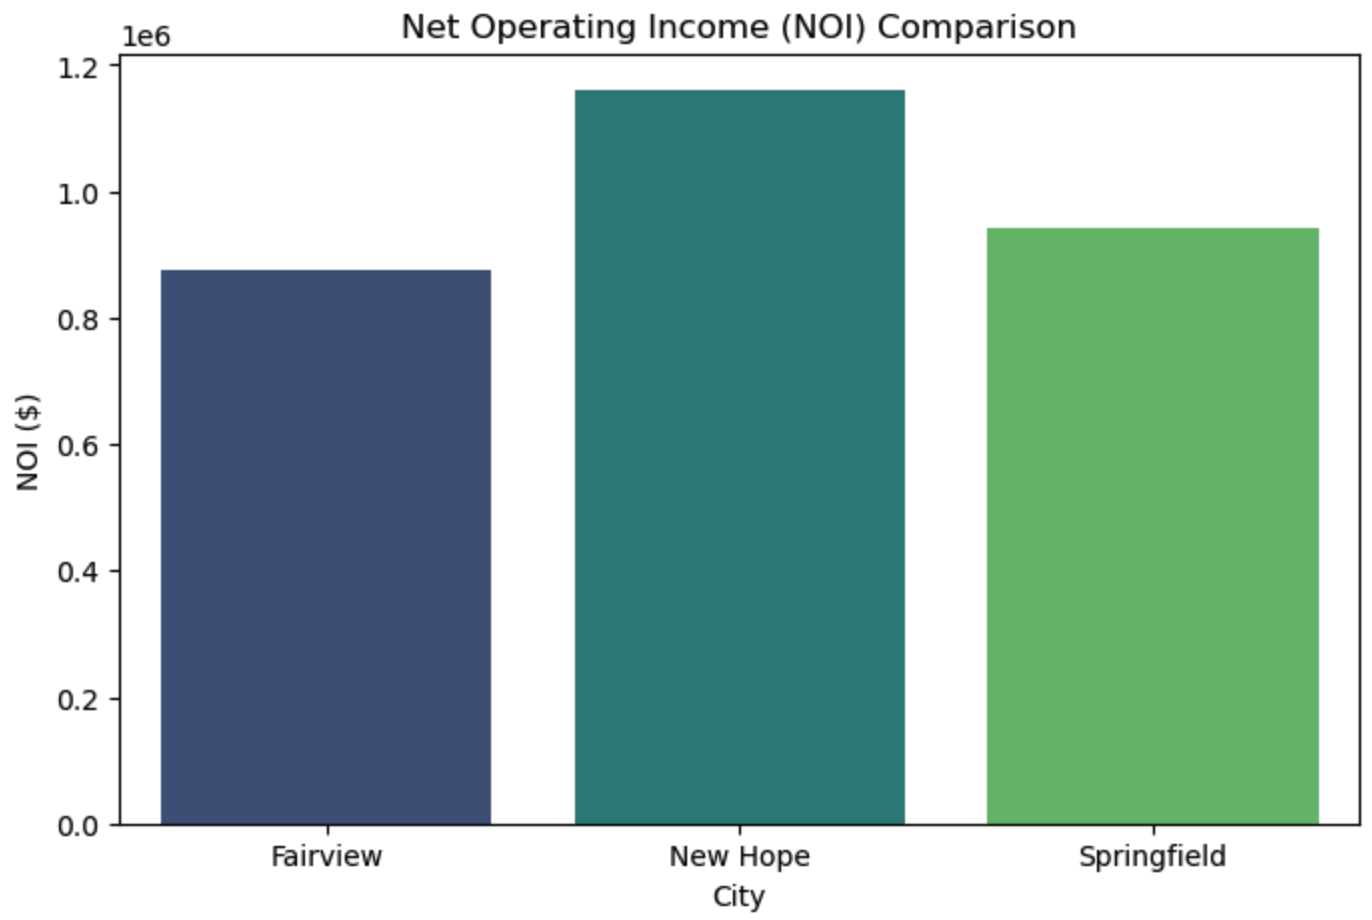 Net Operating Income (NOI) Comparison
1e6
1.2
1.0
0.8
0.6
0.4
0.2
0.0
NOI ($)
Fairview
New Hope
Springfield
City